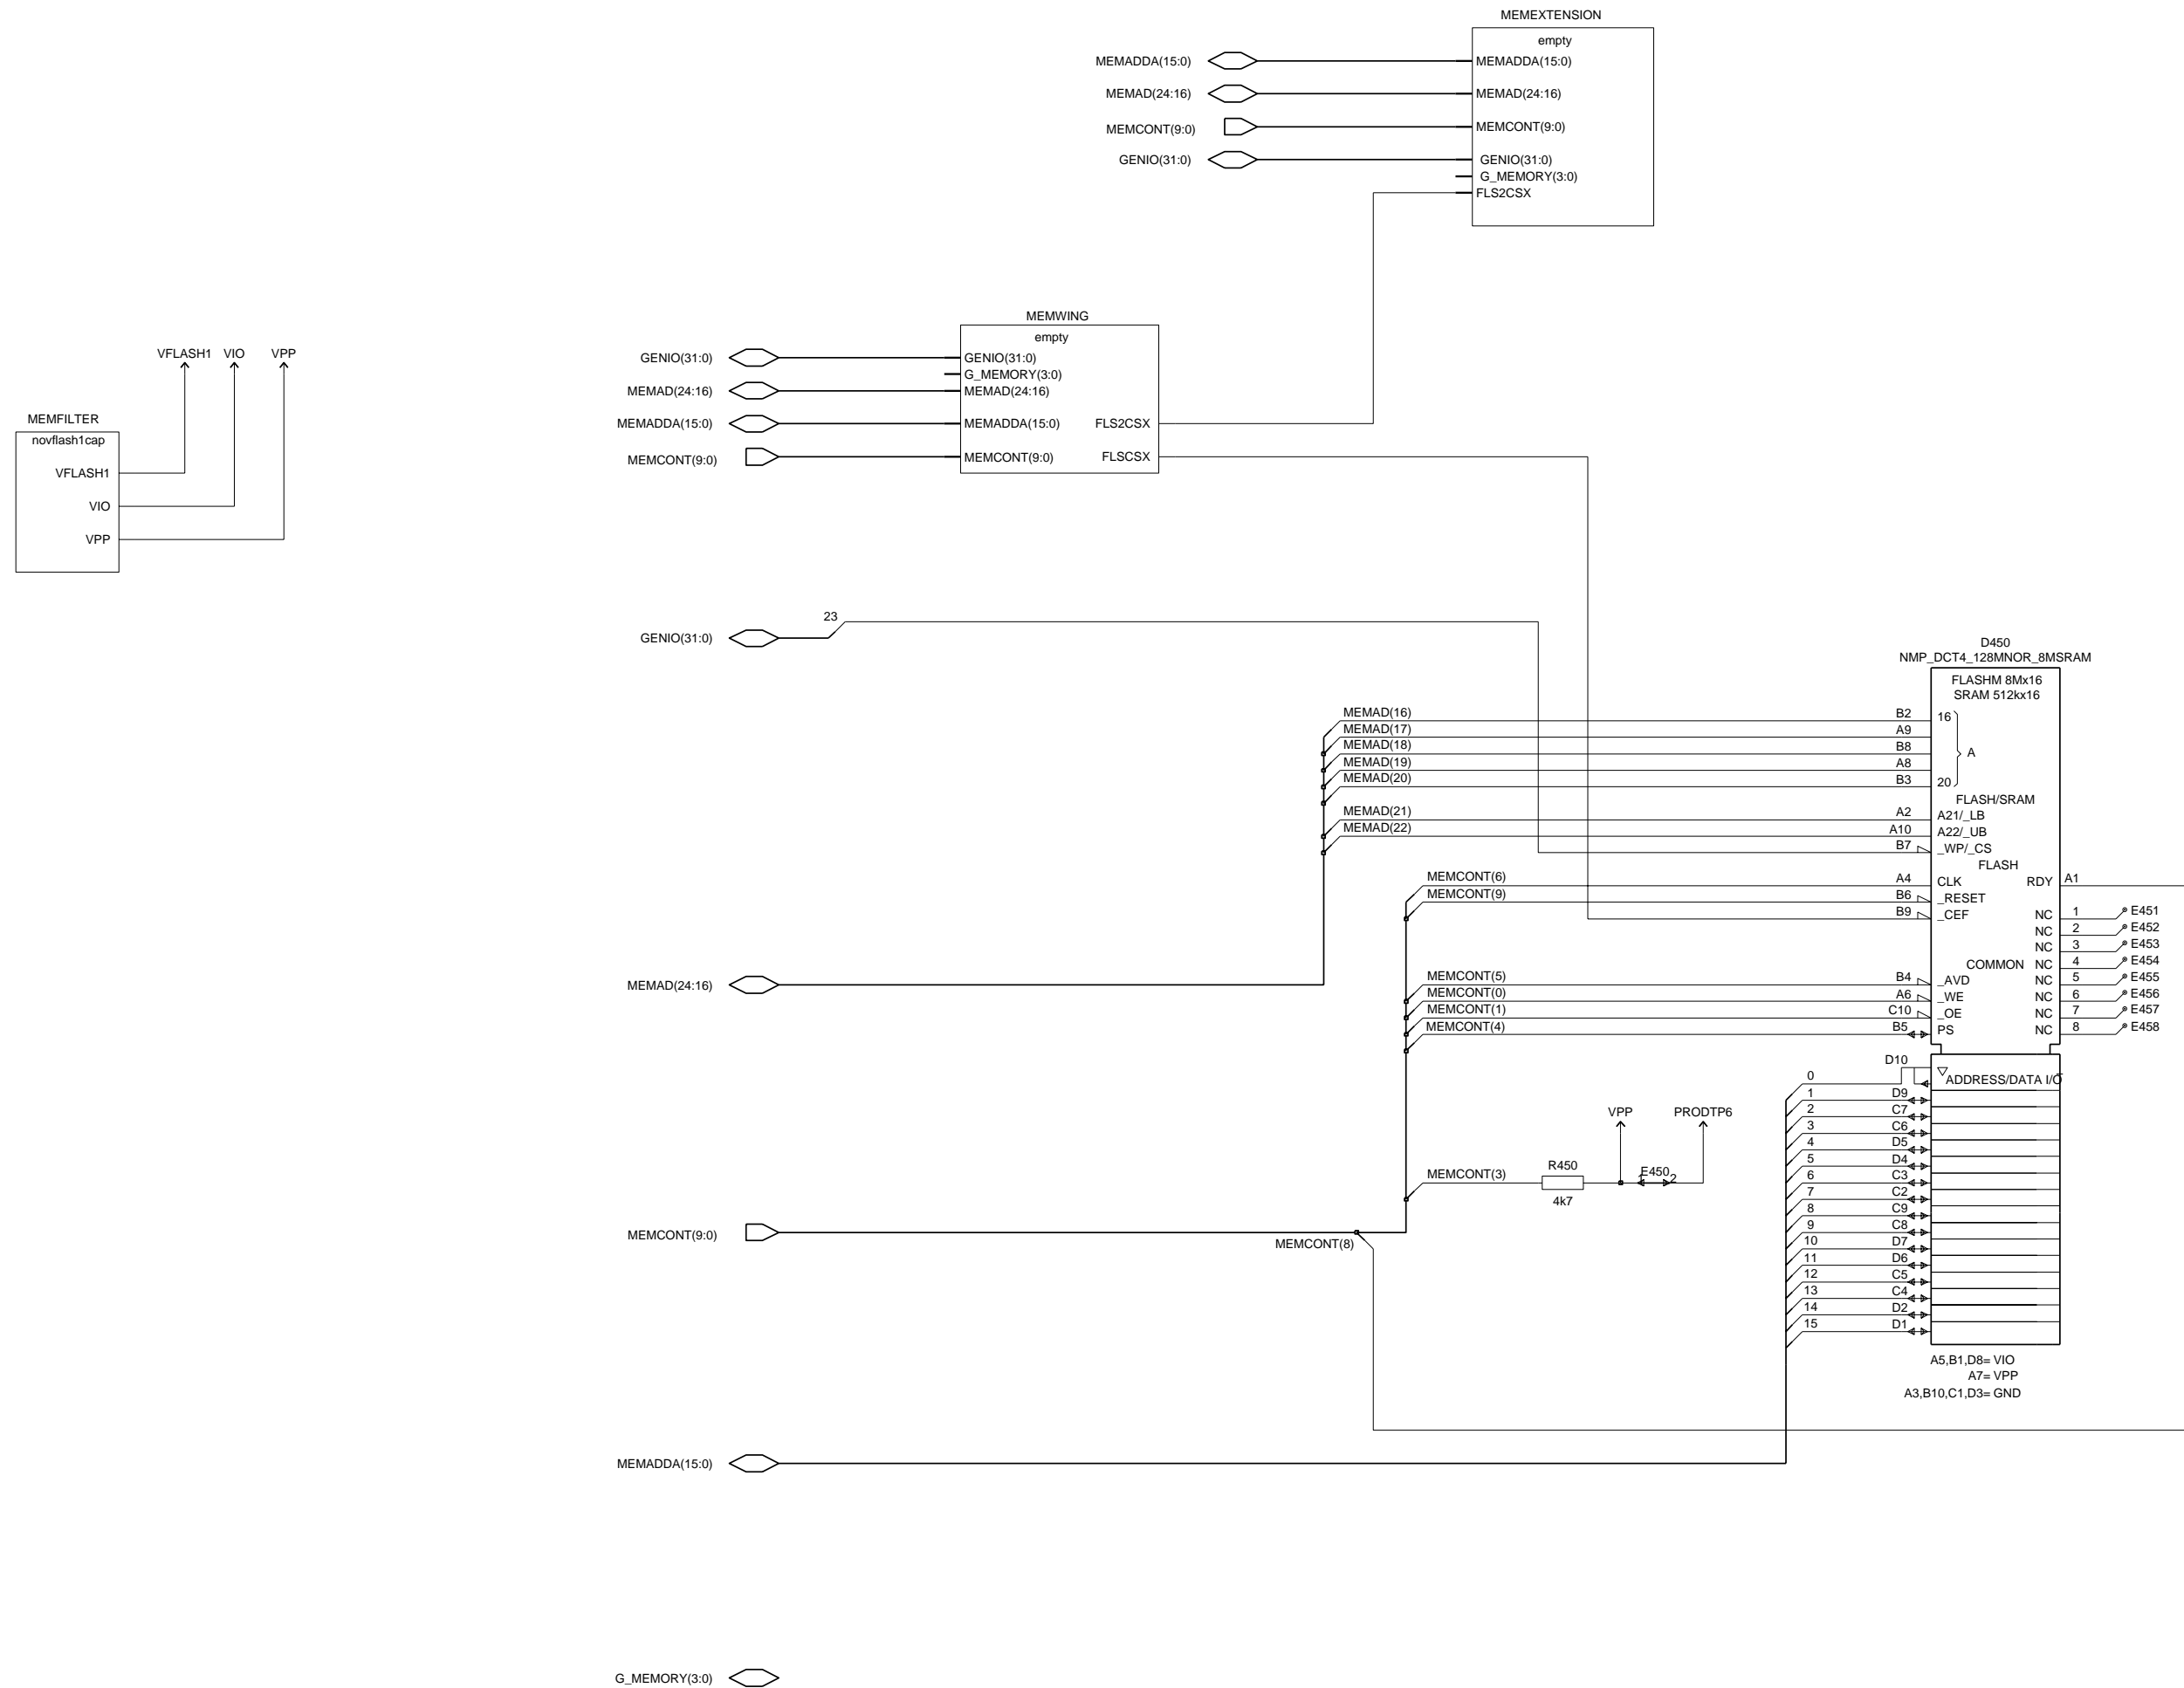 MEMEXTENSION
empty
MEMADDA(15:0) MEMADDA(15:0)
MEMAD(24:16) MEMAD(24:16)
MEMCONT(9:0) MEMCONT(9:0)
GENIO(31:0) GENIO(31:0)
G_MEMORY(3:0)
FLS2CSX
MEMWING
empty
GENIO(31:0) GENIO(31:0)
G_MEMORY(3:0)
MEMAD(24:16) MEMAD(24:16)
MEMADDA(15:0) MEMADDA(15:0) FLS2CSX
MEMCONT(9:0) MEMCONT(9:0) FLSCSX
VFLASH1 VIO VPP
MEMFILTER
novflash1cap
VFLASH1
VIO
VPP
23
GENIO(31:0)
D450
NMP_DCT4_128MNOR_8MSRAM
FLASHM 8Mx16
SRAM 512kx16
MEMAD(16) B2 16
MEMAD(17) A9
MEMAD(18) B8 A
MEMAD(19) A8
MEMAD(20) B3 20
FLASH/SRAM
MEMAD(21) A2 A21/_LB
MEMAD(22) A10 A22/_UB
B7 _WP/_CS
FLASH
MEMCONT(6) A4 CLK RDY A1
MEMCONT(9) B6 _RESET
B9 _CEF NC 1 E451
NC 2 E452
NC 3 E453
COMMON NC 4 E454
MEMCONT(5) B4 _AVD NC 5 E455
MEMCONT(0) A6 _WE NC 6 E456
MEMCONT(1) C10 _OE NC 7 E457
MEMCONT(4) B5 PS NC 8 E458
MEMAD(24:16)
0 D10 ADDRESS/DATA I/O
1 D9
2 C7
3 C6
4 D5
5 D4
6 C3
7 C2
8 C9
9 C8
10 D7
11 D6
12 C5
13 C4
14 D2
15 D1
VPP PRODTP6
MEMCONT(3) R450 1 E450 2
4k7
MEMCONT(9:0)
MEMCONT(8)
A5,B1,D8= VIO
A7= VPP
A3,B10,C1,D3= GND
MEMADDA(15:0)
G_MEMORY(3:0)